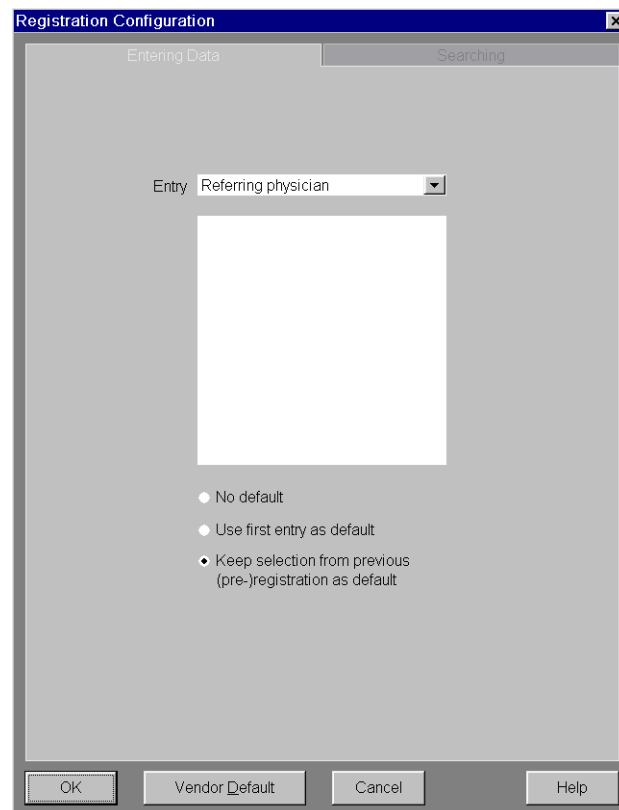 Registration Configuration
Entering Data
Searching
Entry
Referring physician
No default
Use first entry as default
Keep selection from previous
(pre-)registration as default
OK
Vendor Default
Cancel
Help